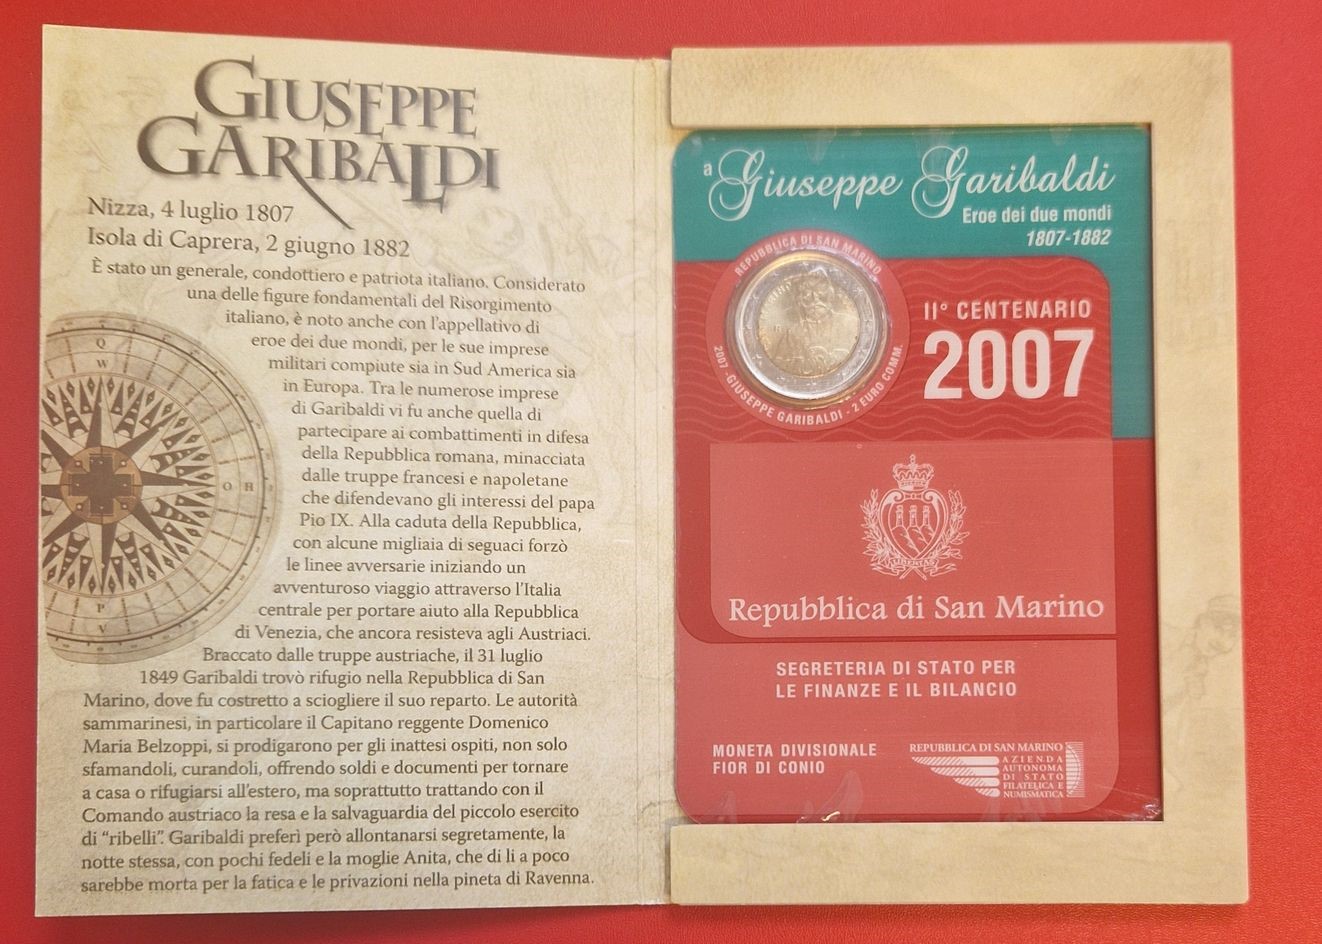 GIUSEPPE
GARIBALDI
Nizza, 4 luglio 1807
Isola di Caprera, 2 giugno 1882
È stato un generale, condottiero e patriota italiano. Considerato
una delle figure fondamentali del Risorgimento
italiano, è noto anche con l'appellativo di
eroe dei due mondi, per le sue imprese
militari compiute sia in Sud America sia
in Europa. Tra le numerose imprese
di Garibaldi vi fu anche quella di
partecipare ai combattimenti in difesa
della Repubblica romana, minacciata
dalle truppe francesi e napoletane
che difendevano gli interessi del papa
Pio IX. Alla caduta della Repubblica,
con alcune migliaia di seguaci forzò
le linee avversarie iniziando un
avventuroso viaggio attraverso l'Italia
centrale per portare aiuto alla Repubblica
di Venezia, che ancora resisteva agli Austriaci.
Braccato dalle truppe austriache, il 31 luglio
1849 Garibaldi trovò rifugio nella Repubblica di San
Marino, dove fu costretto a sciogliere il suo reparto. Le autorità
sammarinesi, in particolare il Capitano reggente Domenico
Maria Belzoppi, si prodigarono per gli inattesi ospiti, non solo
sfamandoli, curandoli, offrendo soldi e documenti per tornare
a casa o rifugiarsi all'estero, ma soprattutto trattando con il
Comando austriaco la resa e la salvaguardia del piccolo esercito
di “ribelli”. Garibaldi preferì però allontanarsi segretamente, la
notte stessa, con pochi fedeli e la moglie Anita, che di li a poco
sarebbe morta per la fatica e le privazioni nella pineta di Ravenna.
Q
W
O H
P
V
a Giuseppe Garibaldi
Eroe dei due mondi
1807-1882
REPUBBLICA DI SAN MARINO
2007 - GIUSEPPE GARIBALDI - 2 EURO COMM.
II° CENTENARIO
2007
LIBERTAS
Repubblica di San Marino
SEGRETERIA DI STATO PER
LE FINANZE E IL BILANCIO
MONETA DIVISIONALE
FIOR DI CONIO
REPUBBLICA DI SAN MARINO
AZIENDA
AUTONOMA
DI STATO
FILATELICA E
NUMISMATICA